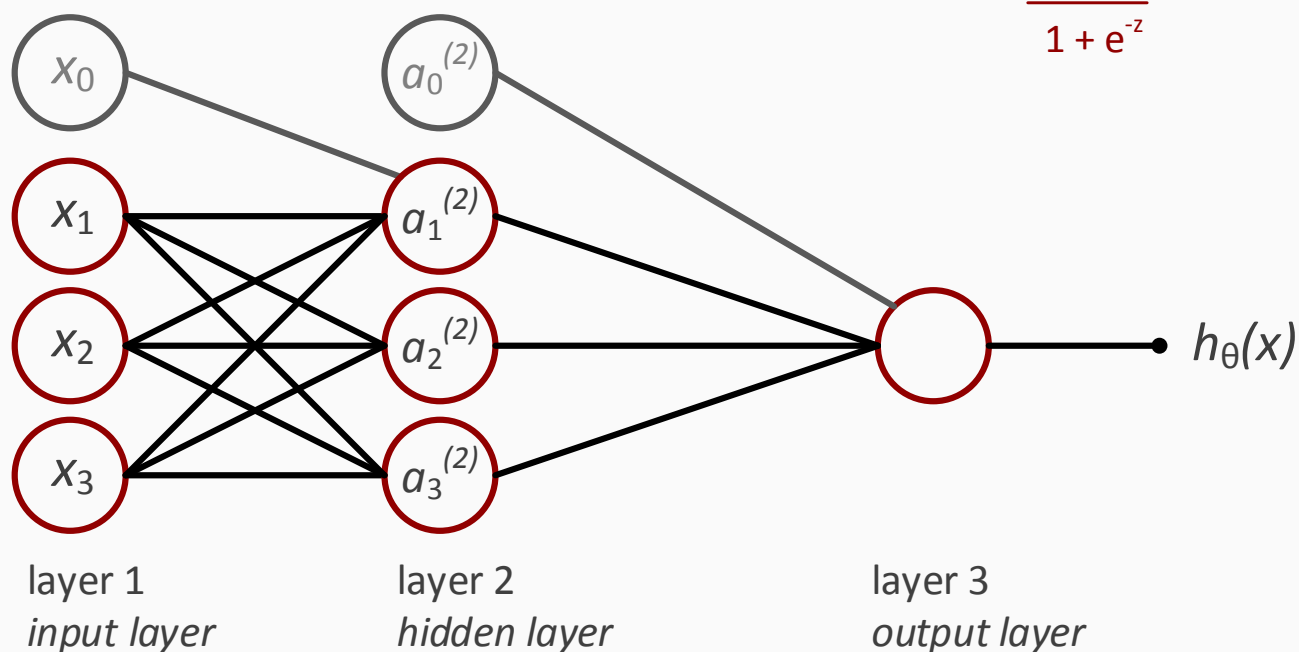 1 + e^-z
x₀ a₀⁽²⁾
x₁ a₁⁽²⁾
x₂ a₂⁽²⁾ h_θ(x)
x₃ a₃⁽²⁾
layer 1 layer 2 layer 3
input layer hidden layer output layer